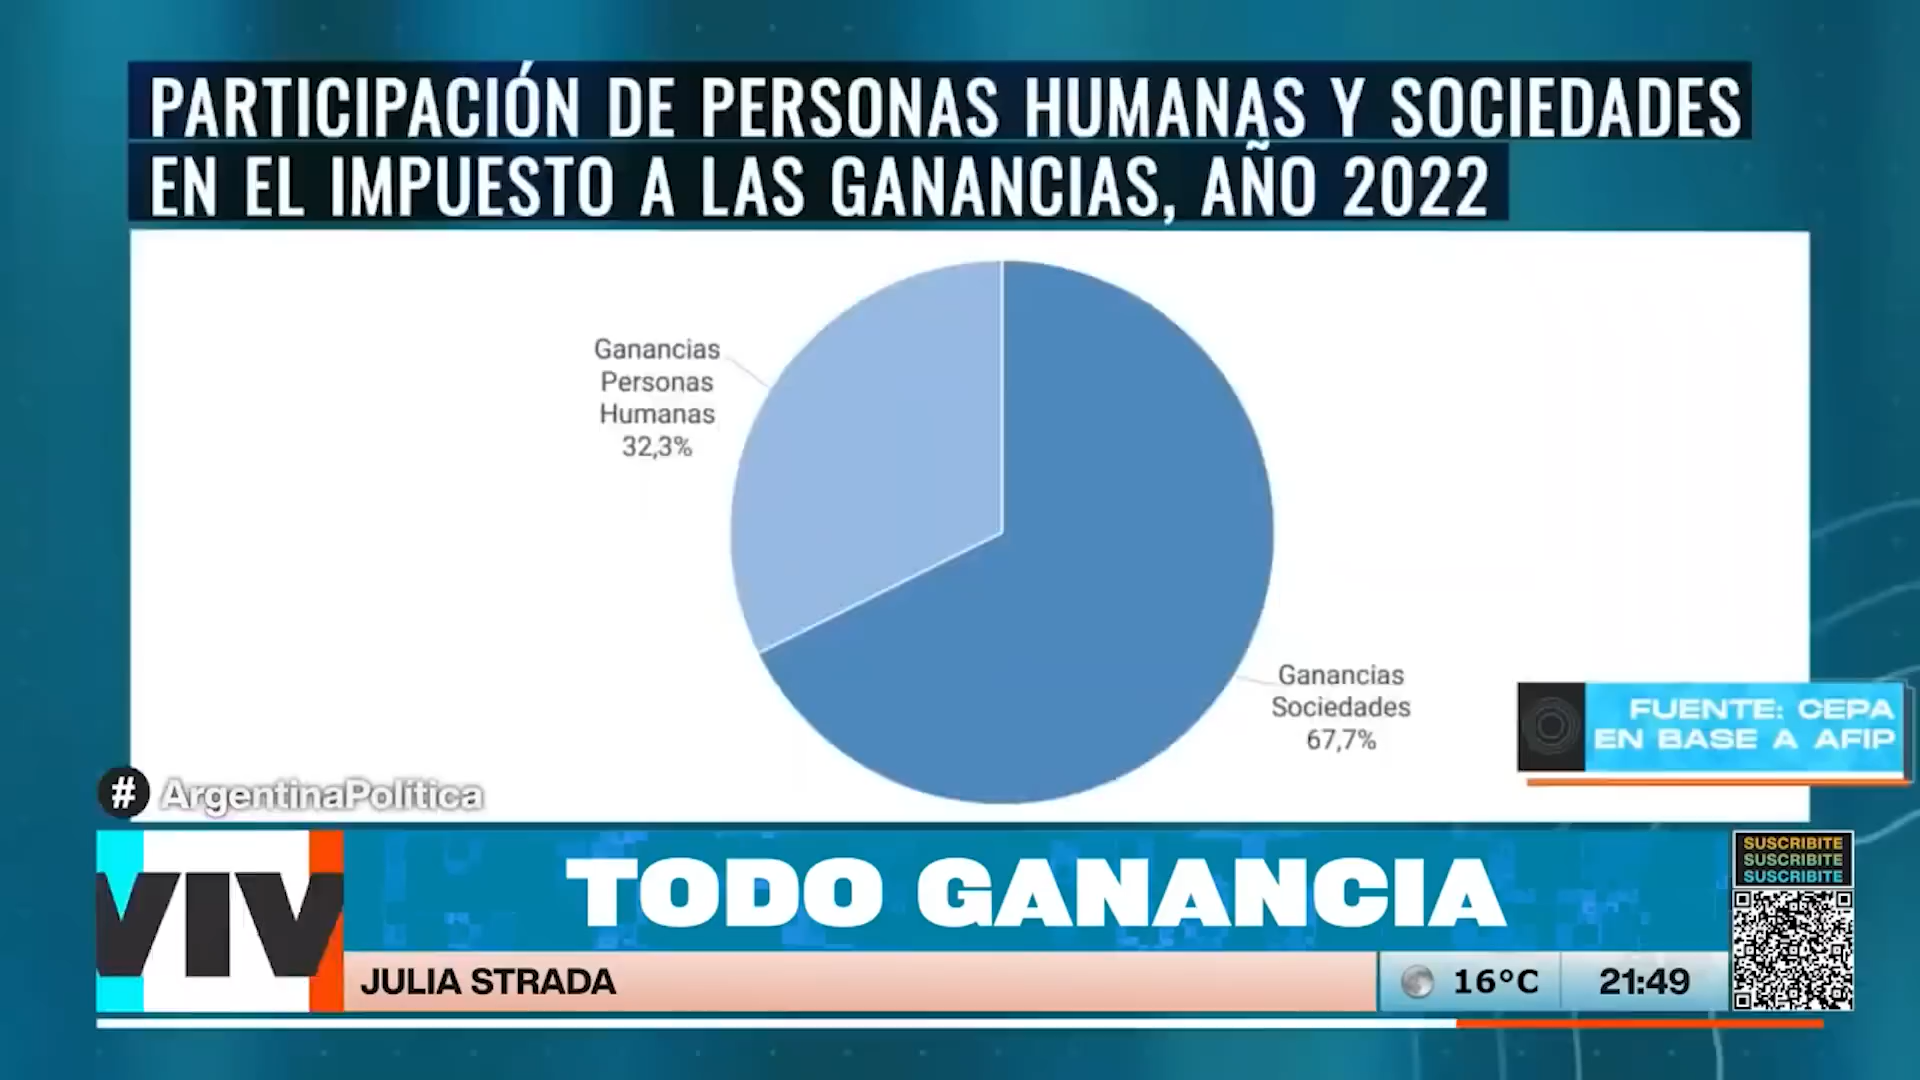 PARTICIPACIÓN DE PERSONAS HUMANAS Y SOCIEDADES
EN EL IMPUESTO A LAS GANANCIAS, AÑO 2022
Ganancias
Personas
Humanas
32,3%
Ganancias
Sociedades
67,7%
FUENTE: CEPA
EN BASE A AFIP
# ArgentinaPolítica
VIV
TODO GANANCIA
SUSCRIBITE
SUSCRIBITE
SUSCRIBITE
JULIA STRADA
16°C
21:49